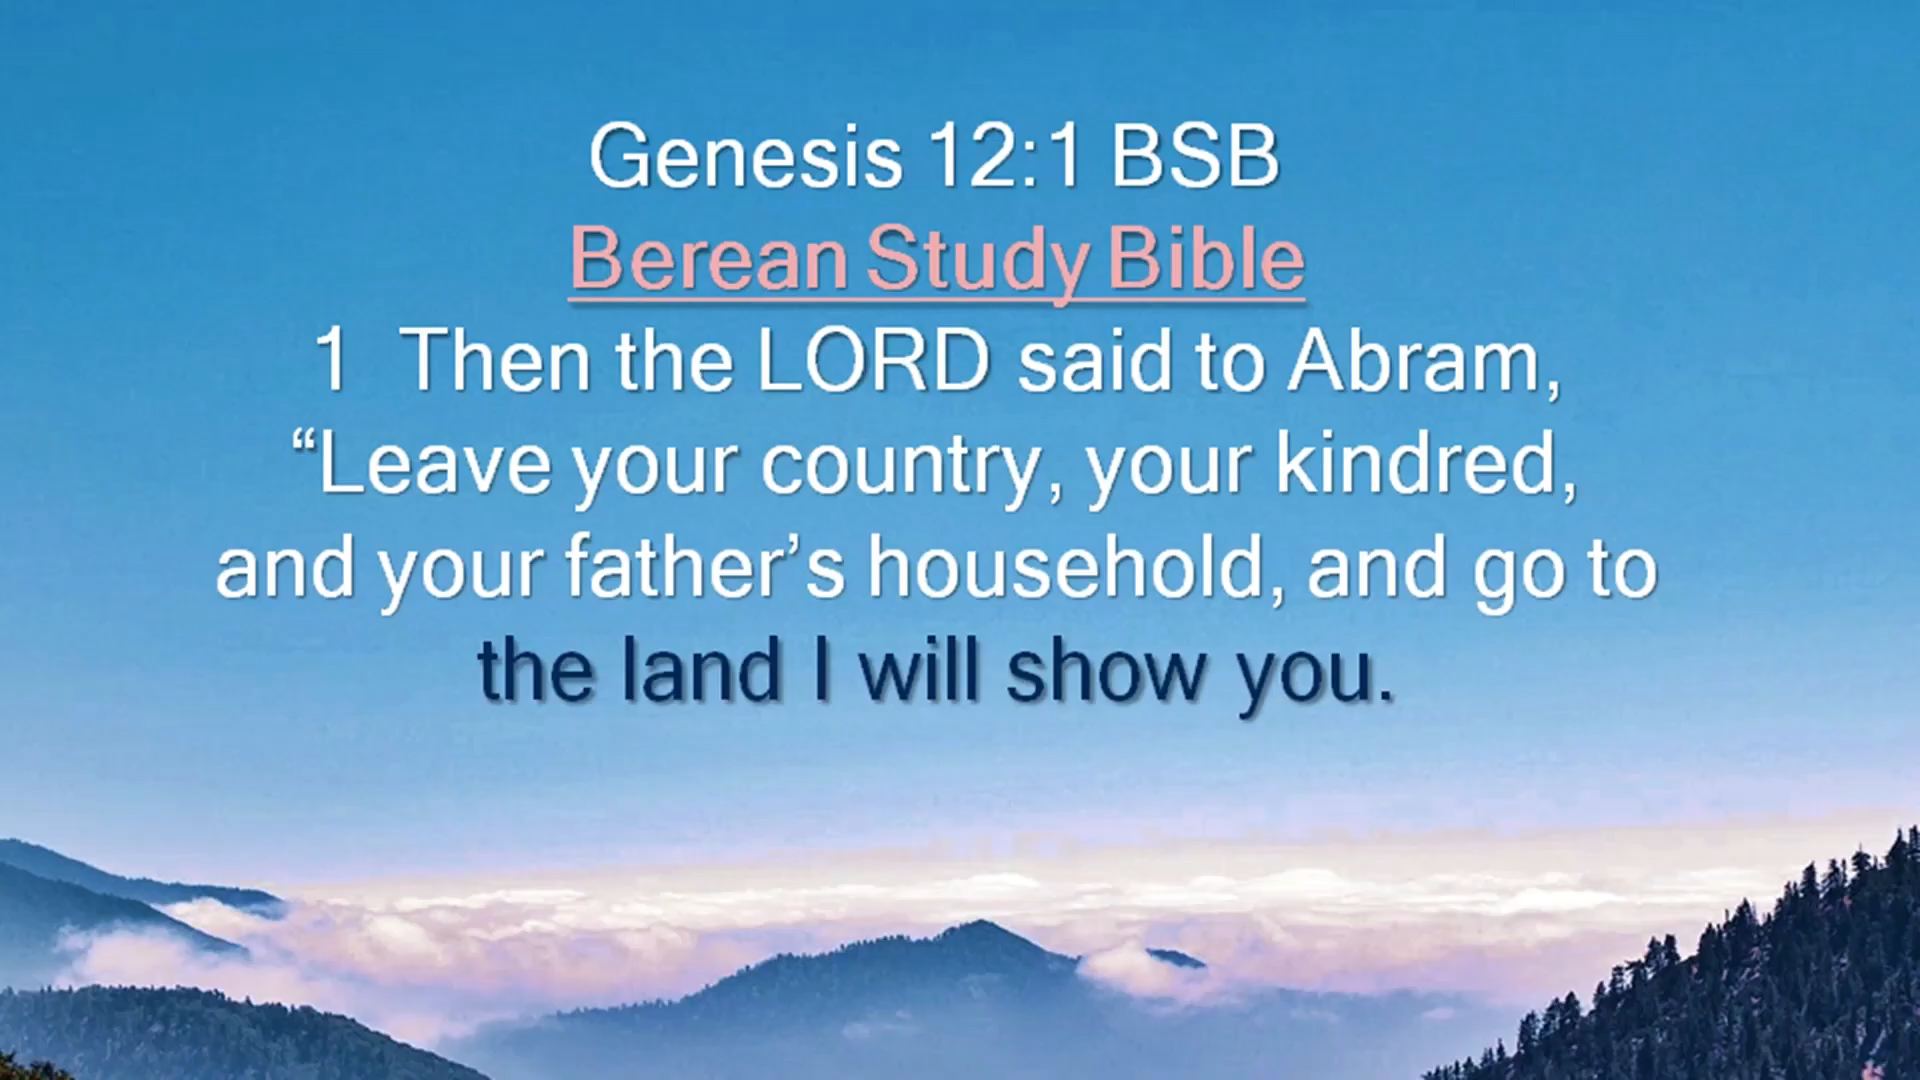 Genesis 12:1 BSB
Berean Study Bible
1 Then the LORD said to Abram,
“Leave your country, your kindred,
and your father’s household, and go to
the land I will show you.